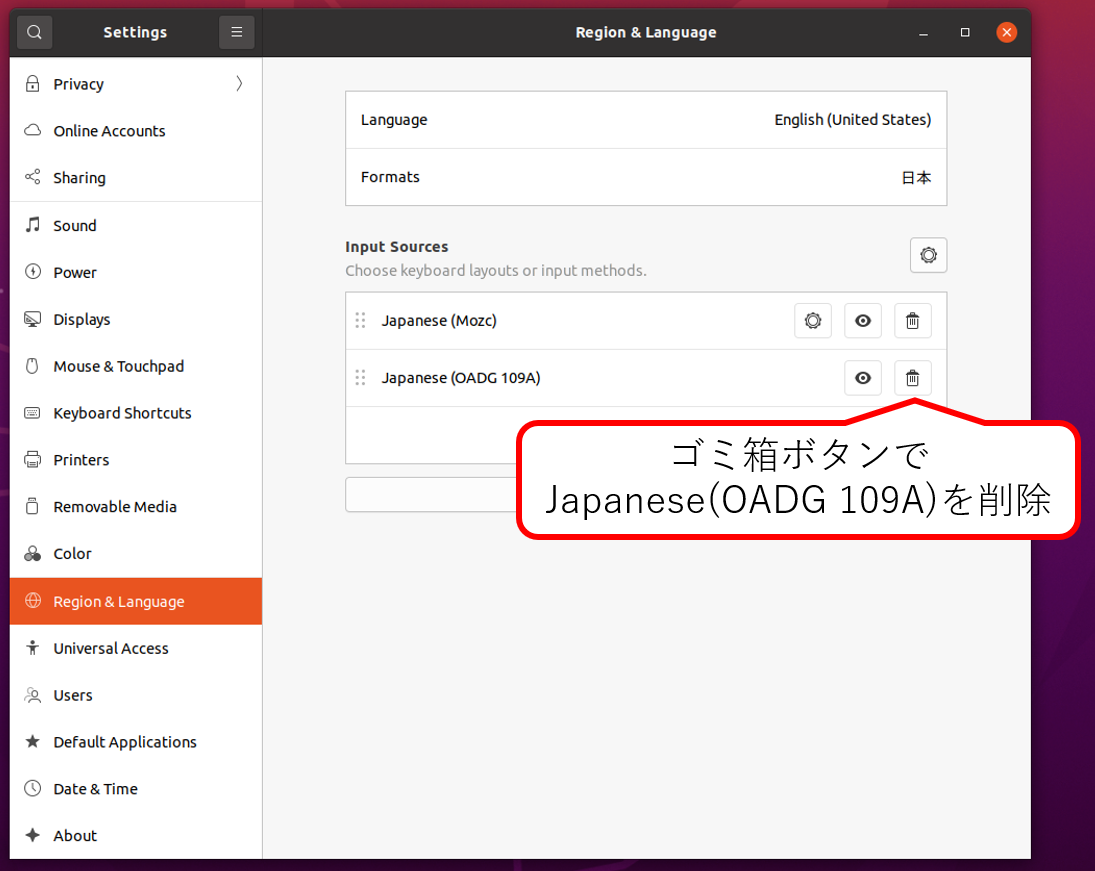 Settings
Region & Language
Privacy
Online Accounts
Sharing
Sound
Power
Displays
Mouse & Touchpad
Keyboard Shortcuts
Printers
Removable Media
Color
Region & Language
Universal Access
Users
Default Applications
Date & Time
About
Language English (United States)
Formats 日本
Input Sources
Choose keyboard layouts or input methods.
Japanese (Mozc)
Japanese (OADG 109A)
ゴミ箱ボタンで
Japanese(OADG 109A)を削除